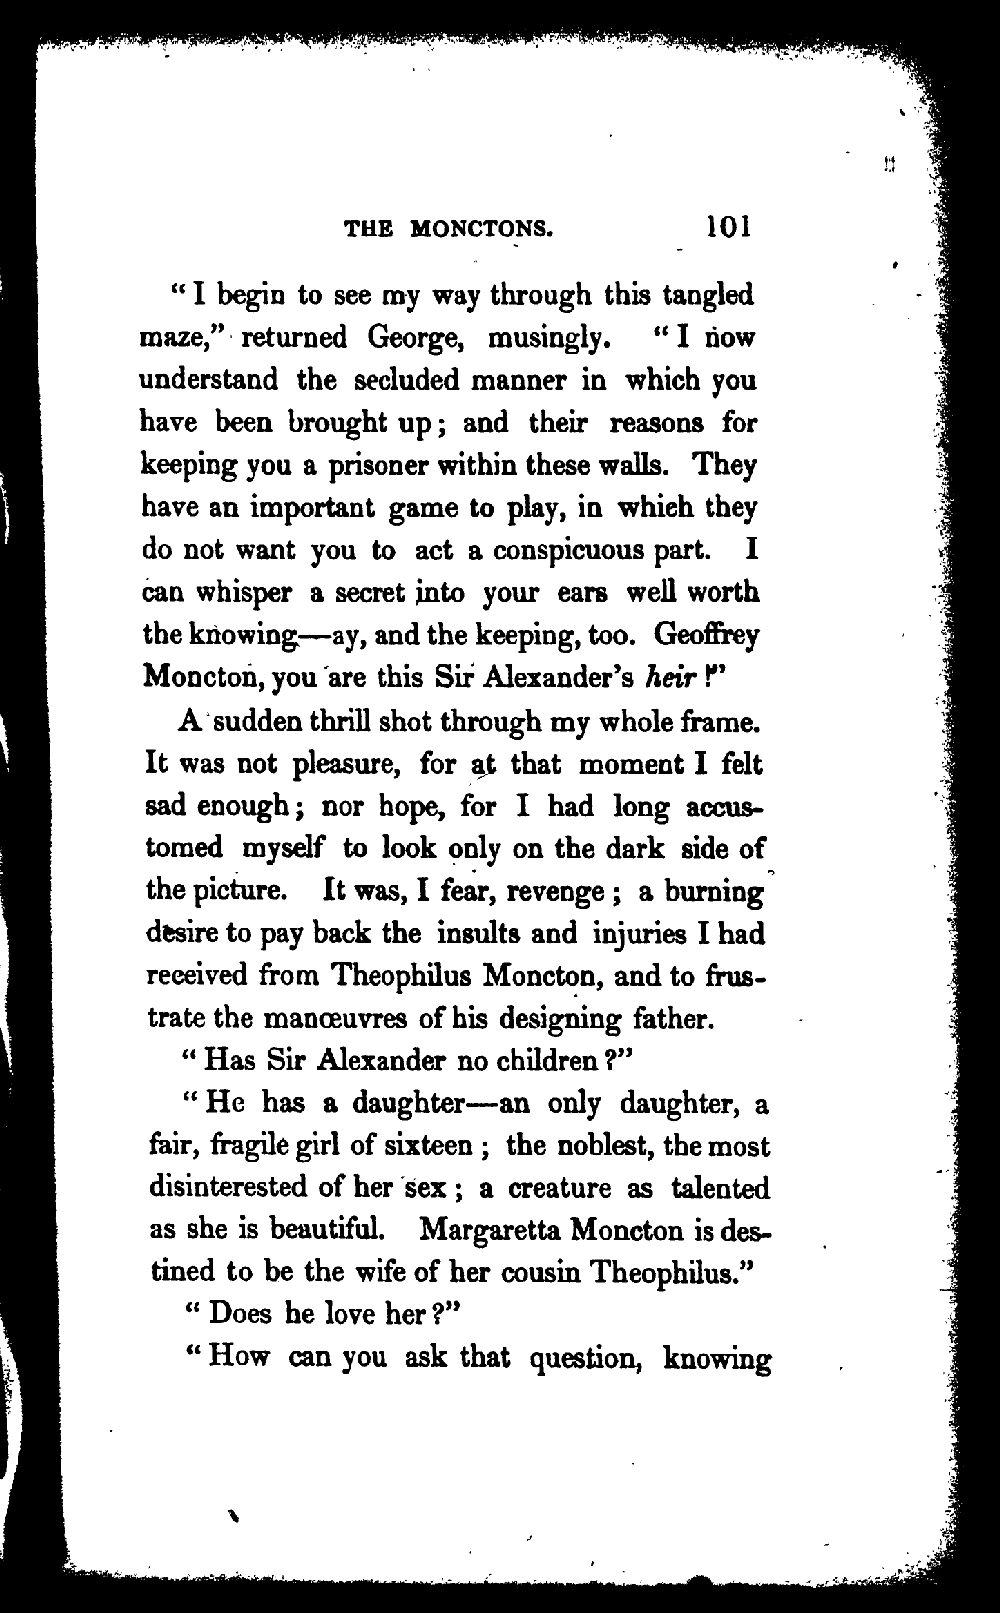 THE MONCTONS. 101
“ I begin to see my way through this tangled
maze,” returned George, musingly. “ I now
understand the secluded manner in which you
have been brought up ; and their reasons for
keeping you a prisoner within these walls. They
have an important game to play, in which they
do not want you to act a conspicuous part. I
can whisper a secret into your ears well worth
the knowing—ay, and the keeping, too. Geoffrey
Moncton, you are this Sir Alexander’s heir !”
A sudden thrill shot through my whole frame.
It was not pleasure, for at that moment I felt
sad enough ; nor hope, for I had long accus-
tomed myself to look only on the dark side of
the picture. It was, I fear, revenge ; a burning
desire to pay back the insults and injuries I had
received from Theophilus Moncton, and to frus-
trate the manœuvres of his designing father.
“ Has Sir Alexander no children ?”
“ He has a daughter—an only daughter, a
fair, fragile girl of sixteen ; the noblest, the most
disinterested of her sex ; a creature as talented
as she is beautiful. Margaretta Moncton is des-
tined to be the wife of her cousin Theophilus.”
“ Does he love her ?”
“ How can you ask that question, knowing